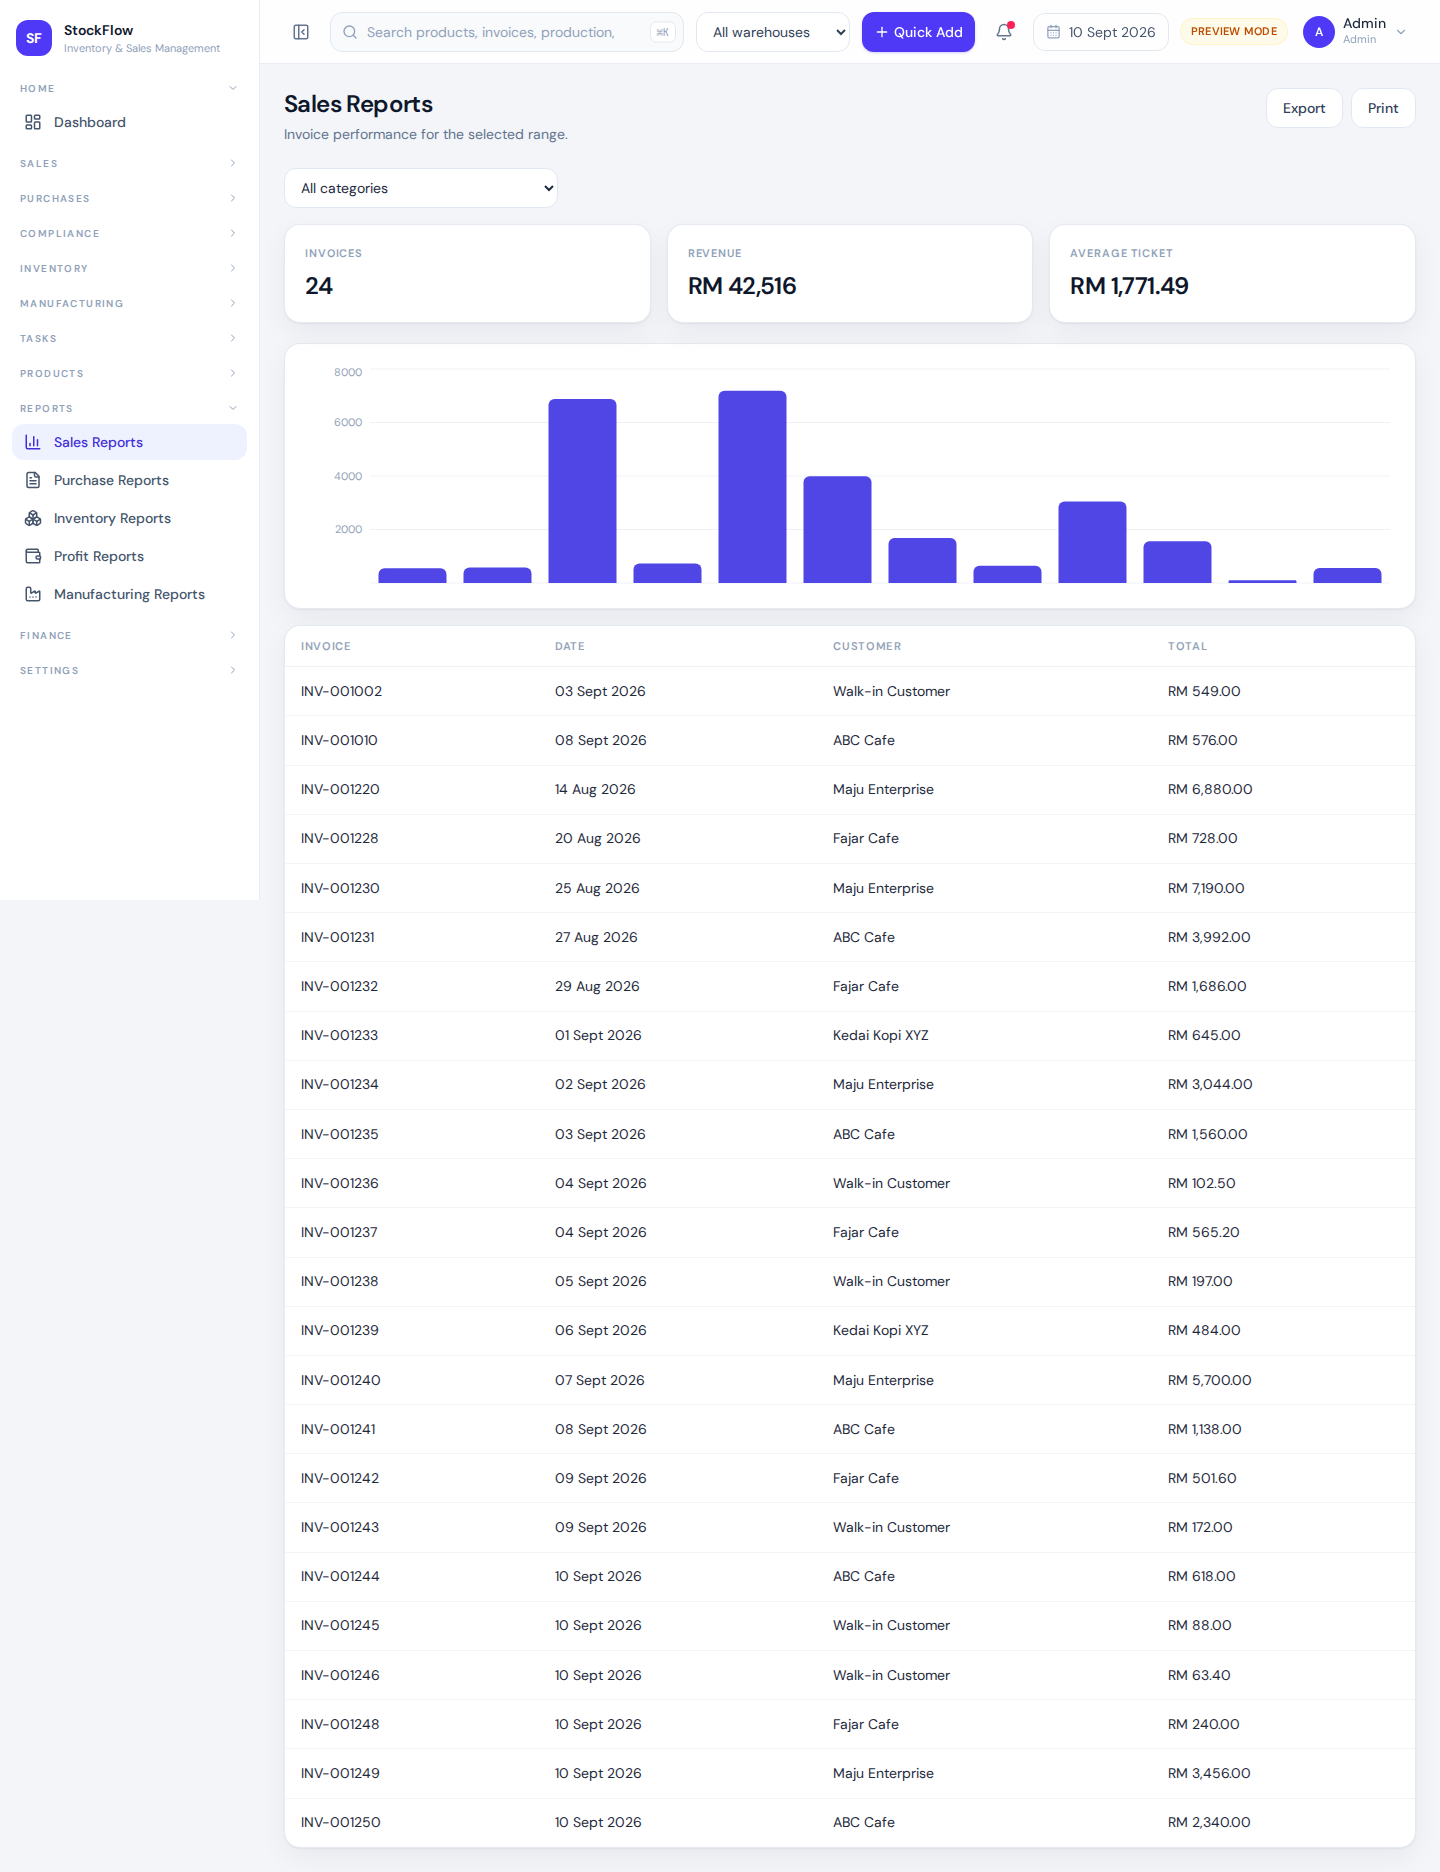 SF
StockFlow
Inventory & Sales Management
HOME
Dashboard
SALES
PURCHASES
COMPLIANCE
INVENTORY
MANUFACTURING
TASKS
PRODUCTS
REPORTS
Sales Reports
Purchase Reports
Inventory Reports
Profit Reports
Manufacturing Reports
FINANCE
SETTINGS
Search products, invoices, production,
⌘K
All warehouses
+ Quick Add
10 Sept 2026
PREVIEW MODE
A
Admin
Admin
Sales Reports
Invoice performance for the selected range.
Export
Print
All categories
INVOICES
24
REVENUE
RM 42,516
AVERAGE TICKET
RM 1,771.49
8000
6000
4000
2000
INVOICE DATE CUSTOMER TOTAL
INV-001002 03 Sept 2026 Walk-in Customer RM 549.00
INV-001010 08 Sept 2026 ABC Cafe RM 576.00
INV-001220 14 Aug 2026 Maju Enterprise RM 6,880.00
INV-001228 20 Aug 2026 Fajar Cafe RM 728.00
INV-001230 25 Aug 2026 Maju Enterprise RM 7,190.00
INV-001231 27 Aug 2026 ABC Cafe RM 3,992.00
INV-001232 29 Aug 2026 Fajar Cafe RM 1,686.00
INV-001233 01 Sept 2026 Kedai Kopi XYZ RM 645.00
INV-001234 02 Sept 2026 Maju Enterprise RM 3,044.00
INV-001235 03 Sept 2026 ABC Cafe RM 1,560.00
INV-001236 04 Sept 2026 Walk-in Customer RM 102.50
INV-001237 04 Sept 2026 Fajar Cafe RM 565.20
INV-001238 05 Sept 2026 Walk-in Customer RM 197.00
INV-001239 06 Sept 2026 Kedai Kopi XYZ RM 484.00
INV-001240 07 Sept 2026 Maju Enterprise RM 5,700.00
INV-001241 08 Sept 2026 ABC Cafe RM 1,138.00
INV-001242 09 Sept 2026 Fajar Cafe RM 501.60
INV-001243 09 Sept 2026 Walk-in Customer RM 172.00
INV-001244 10 Sept 2026 ABC Cafe RM 618.00
INV-001245 10 Sept 2026 Walk-in Customer RM 88.00
INV-001246 10 Sept 2026 Walk-in Customer RM 63.40
INV-001248 10 Sept 2026 Fajar Cafe RM 240.00
INV-001249 10 Sept 2026 Maju Enterprise RM 3,456.00
INV-001250 10 Sept 2026 ABC Cafe RM 2,340.00